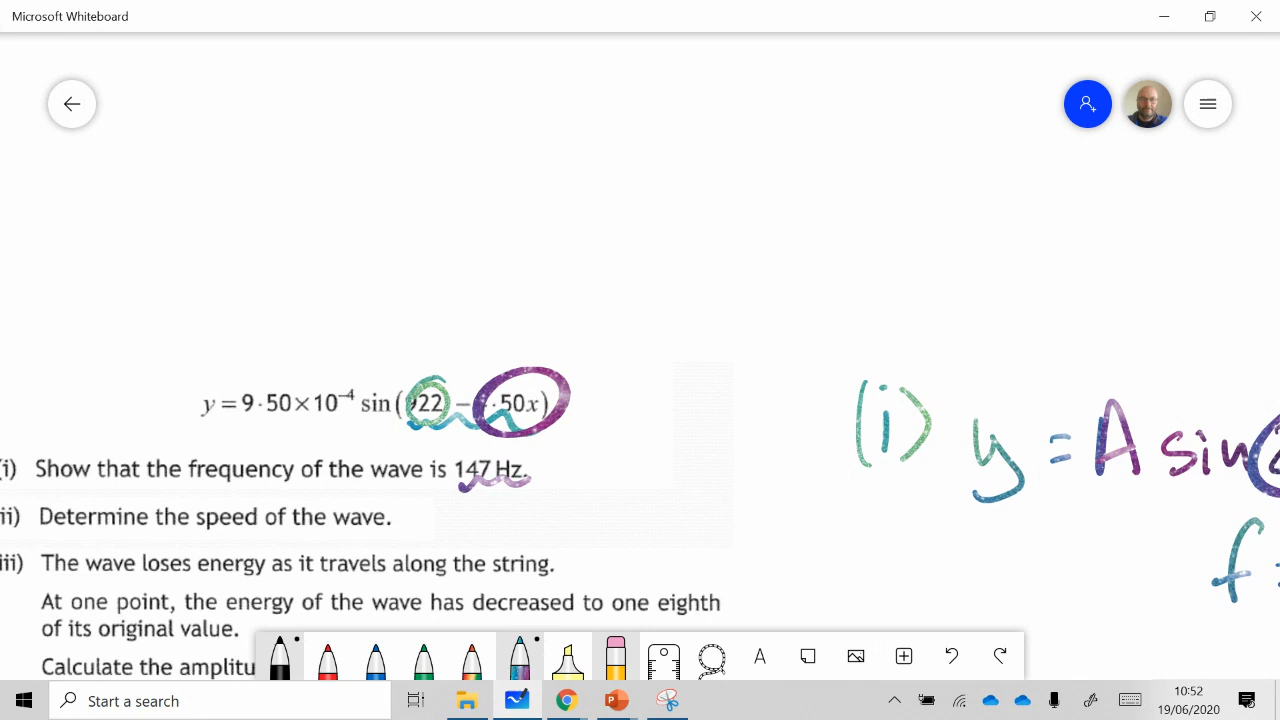 Microsoft Whiteboard
y = 9·50×10⁻⁴ sin(922 − ·50x)
(i) Show that the frequency of the wave is 147 Hz.
ii) Determine the speed of the wave.
iii) The wave loses energy as it travels along the string.
At one point, the energy of the wave has decreased to one eighth
of its original value.
Calculate the amplitu
(i) y = A sin
f =
A
Start a search
10:52
19/06/2020